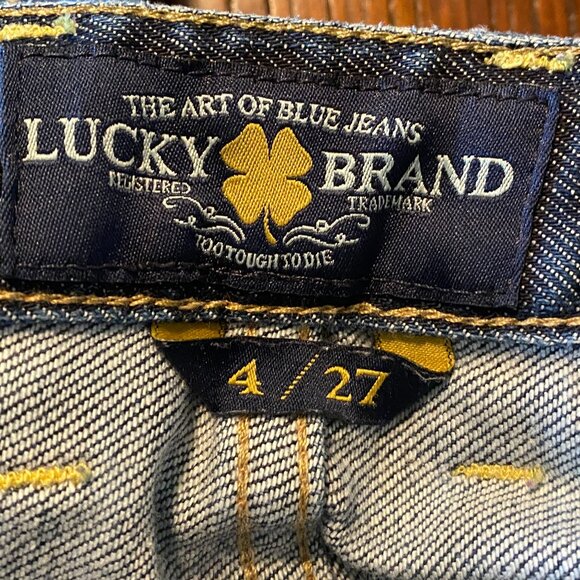 THE ART OF BLUE JEANS
LUCKY BRAND
REGISTERED TRADEMARK
TOO TOUGH TO DIE
4 / 27